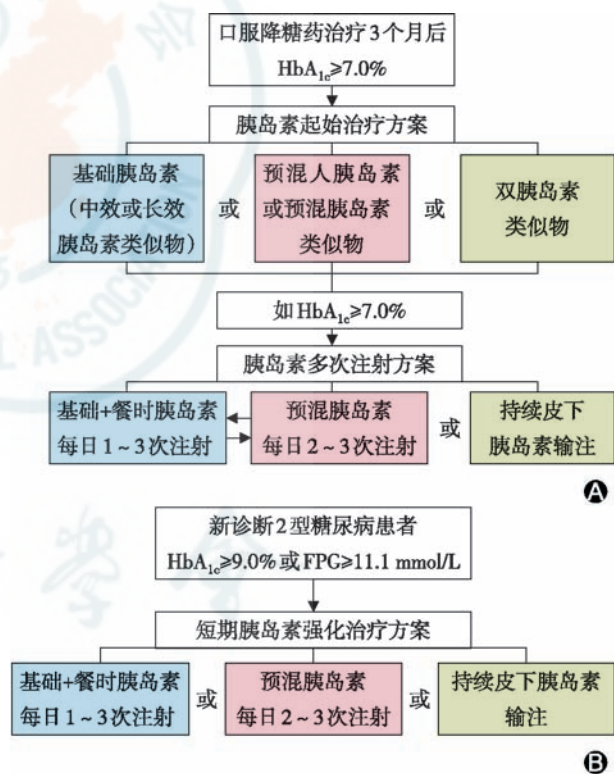 口服降糖药治疗3个月后
HbA1c≥7.0%
胰岛素起始治疗方案
基础胰岛素
(中效或长效
胰岛素类似物)
或
预混人胰岛素
或预混胰岛素
类似物
或
双胰岛素
类似物
如HbA1c≥7.0%
胰岛素多次注射方案
基础+餐时胰岛素
每日1~3次注射
预混胰岛素
每日2~3次注射
或
持续皮下
胰岛素输注
A
新诊断2型糖尿病患者
HbA1c≥9.0%或FPG≥11.1 mmol/L
短期胰岛素强化治疗方案
基础+餐时胰岛素
每日1~3次注射
或
预混胰岛素
每日2~3次注射
或
持续皮下胰岛素
输注
B
会
L ASSOCIATION
学会